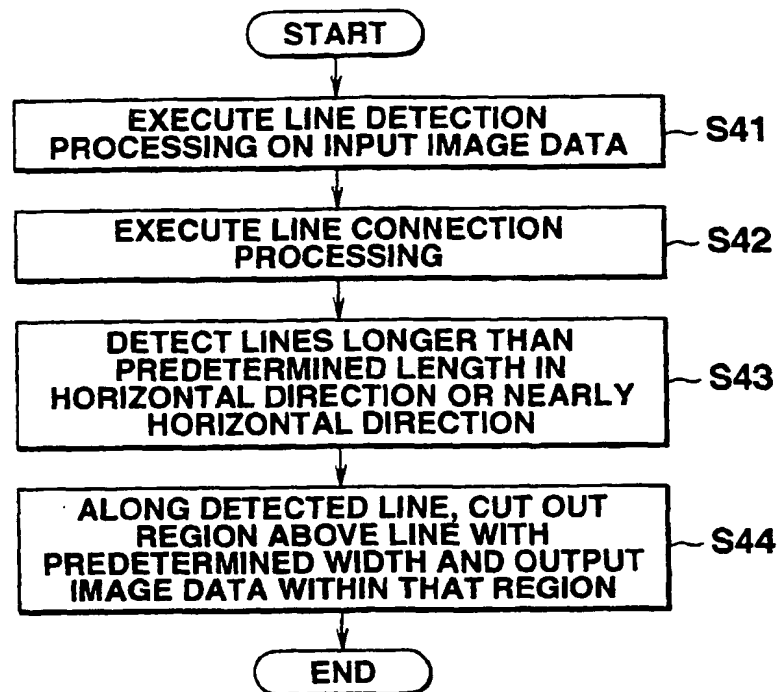 START
EXECUTE LINE DETECTION
PROCESSING ON INPUT IMAGE DATA
S41
EXECUTE LINE CONNECTION
PROCESSING
S42
DETECT LINES LONGER THAN
PREDETERMINED LENGTH IN
HORIZONTAL DIRECTION OR NEARLY
HORIZONTAL DIRECTION
S43
ALONG DETECTED LINE, CUT OUT
REGION ABOVE LINE WITH
PREDETERMINED WIDTH AND OUTPUT
IMAGE DATA WITHIN THAT REGION
S44
END